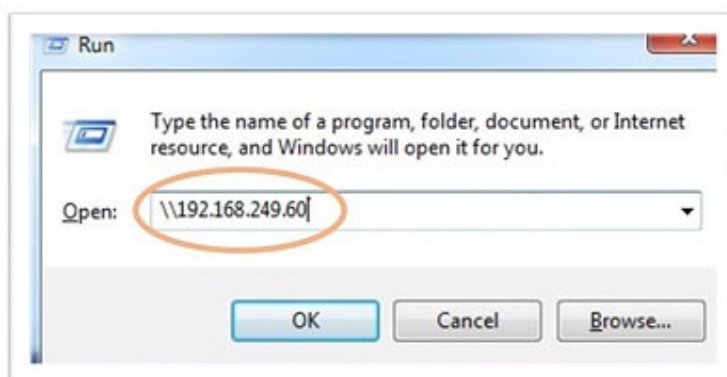 Run
Type the name of a program, folder, document, or Internet
resource, and Windows will open it for you.
Open: \\192.168.249.60
OK Cancel Browse...